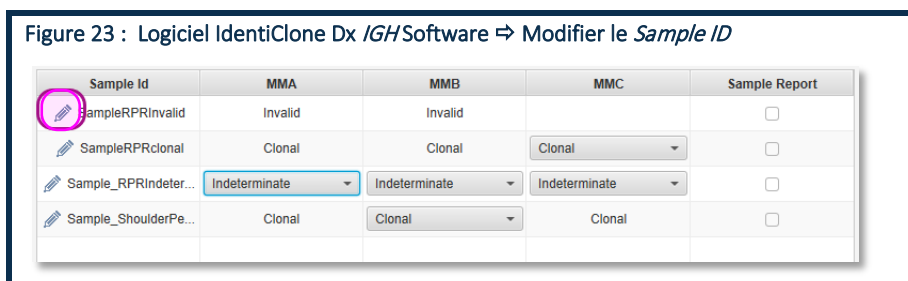 Figure 23 : Logiciel IdentiClone Dx IGH Software ⇨ Modifier le Sample ID
Sample Id MMA MMB MMC Sample Report
SampleRPRInvalid Invalid Invalid
SampleRPRclonal Clonal Clonal Clonal
Sample_RPRIndeter... Indeterminate Indeterminate Indeterminate
Sample_ShoulderPe... Clonal Clonal Clonal